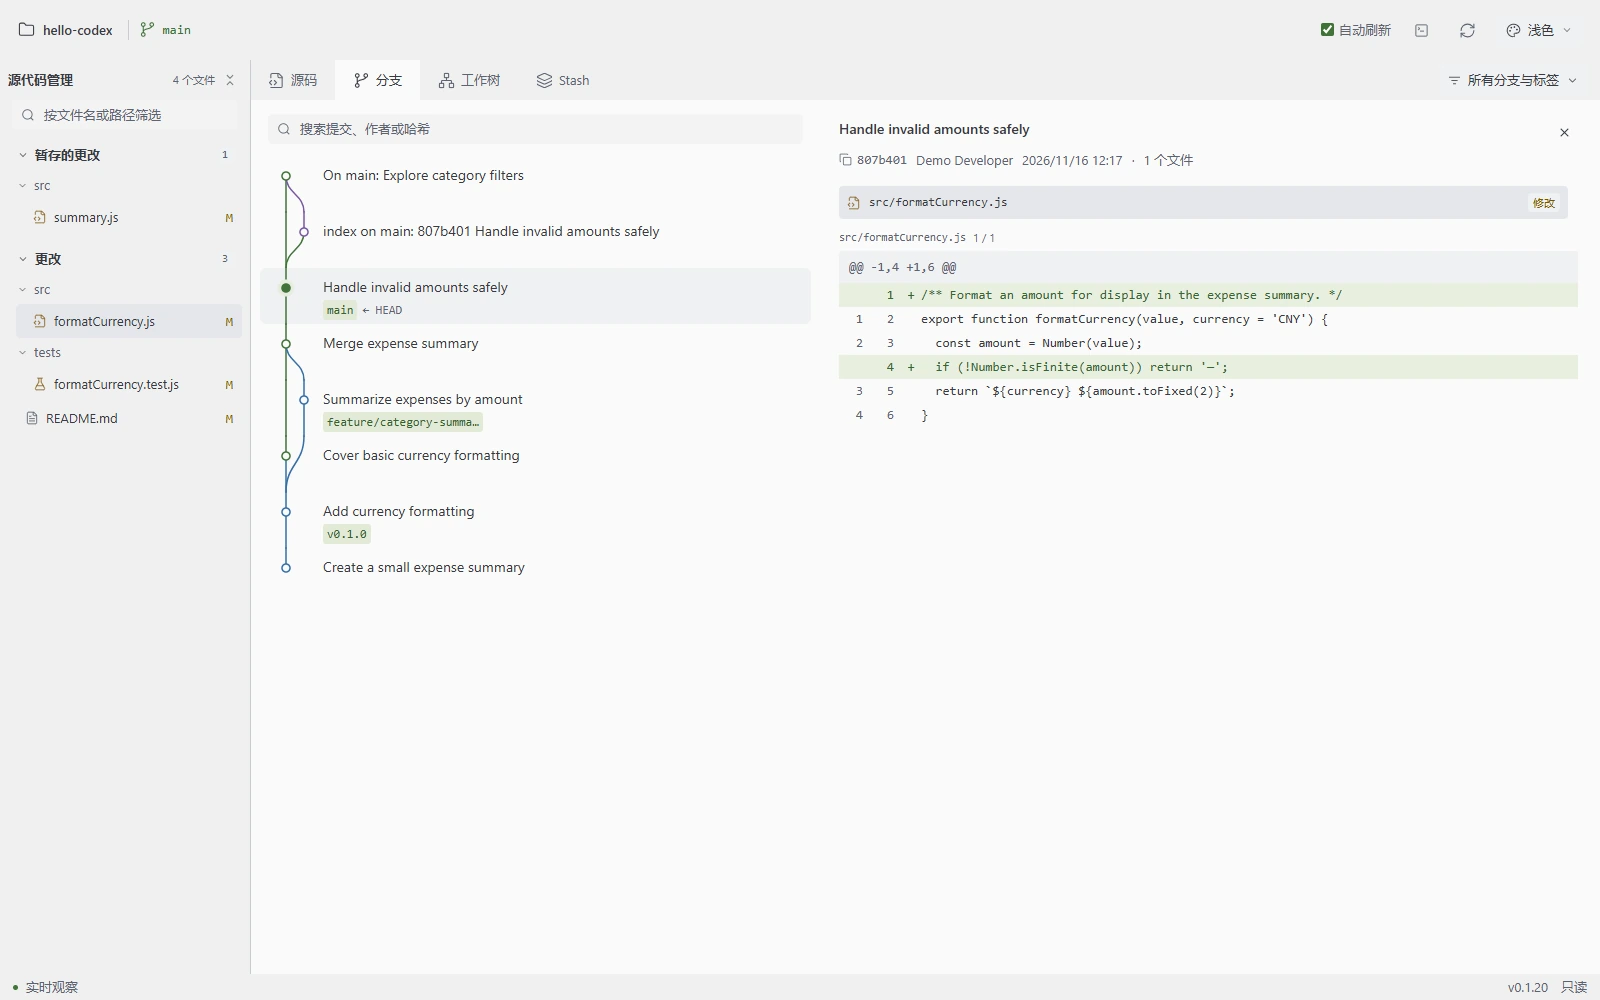 hello-codex main
自动刷新 浅色
源代码管理 4 个文件
按文件名或路径筛选
暂存的更改 1
src
summary.js M
更改 3
src
formatCurrency.js M
tests
formatCurrency.test.js M
README.md M
源码 分支 工作树 Stash
所有分支与标签
搜索提交、作者或哈希
On main: Explore category filters
index on main: 807b401 Handle invalid amounts safely
Handle invalid amounts safely
main ← HEAD
Merge expense summary
Summarize expenses by amount
feature/category-summa…
Cover basic currency formatting
Add currency formatting
v0.1.0
Create a small expense summary
Handle invalid amounts safely
807b401 Demo Developer 2026/11/16 12:17 · 1 个文件
src/formatCurrency.js 修改
src/formatCurrency.js 1 / 1
@@ -1,4 +1,6 @@
1 + /** Format an amount for display in the expense summary. */
1 2 export function formatCurrency(value, currency = 'CNY') {
2 3 const amount = Number(value);
4 + if (!Number.isFinite(amount)) return '—';
3 5 return `${currency} ${amount.toFixed(2)}`;
4 6 }
实时观察
v0.1.20 只读